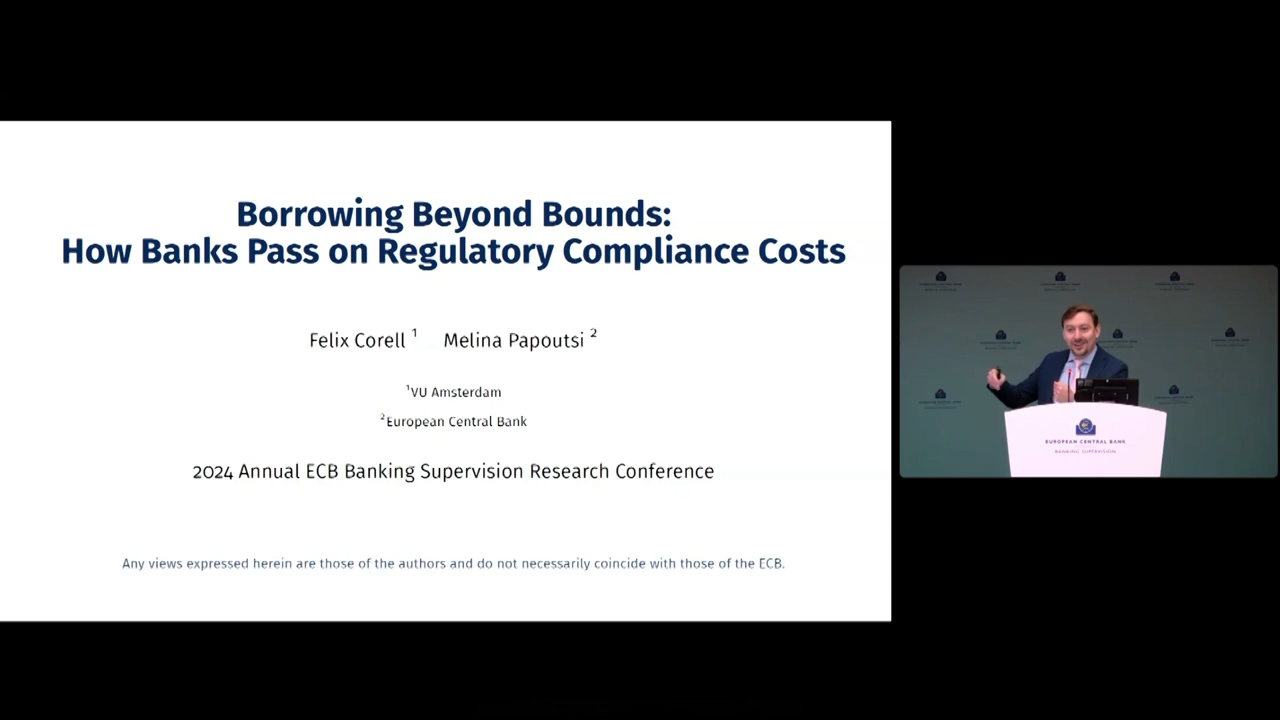 Borrowing Beyond Bounds:
How Banks Pass on Regulatory Compliance Costs
Felix Corell ¹ Melina Papoutsi ²
¹VU Amsterdam
²European Central Bank
2024 Annual ECB Banking Supervision Research Conference
Any views expressed herein are those of the authors and do not necessarily coincide with those of the ECB.
EUROPEAN CENTRAL BANK
BANKING SUPERVISION